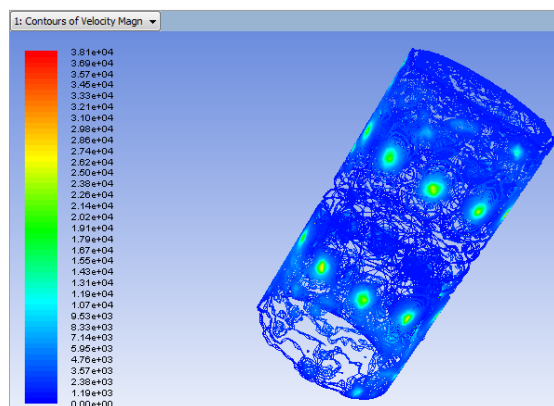 1: Contours of Velocity Magn
3.81e+04
3.69e+04
3.57e+04
3.45e+04
3.33e+04
3.21e+04
3.10e+04
2.98e+04
2.86e+04
2.74e+04
2.62e+04
2.50e+04
2.38e+04
2.26e+04
2.14e+04
2.02e+04
1.91e+04
1.79e+04
1.67e+04
1.55e+04
1.43e+04
1.31e+04
1.19e+04
1.07e+04
9.53e+03
8.33e+03
7.14e+03
5.95e+03
4.76e+03
3.57e+03
2.38e+03
1.19e+03
0.00e+00